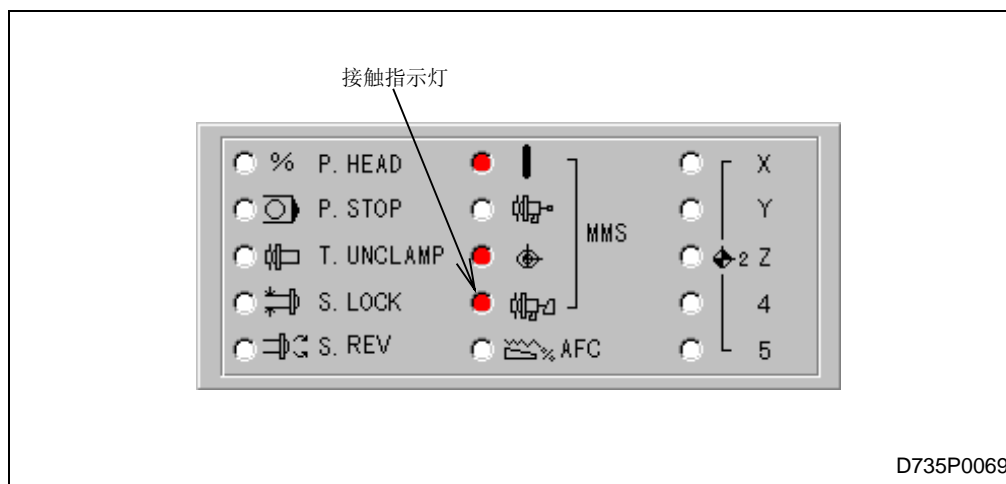 接触指示灯
% P. HEAD X
P. STOP Y
MMS
T. UNCLAMP 2 Z
S. LOCK 4
S. REV % AFC 5
D735P0069